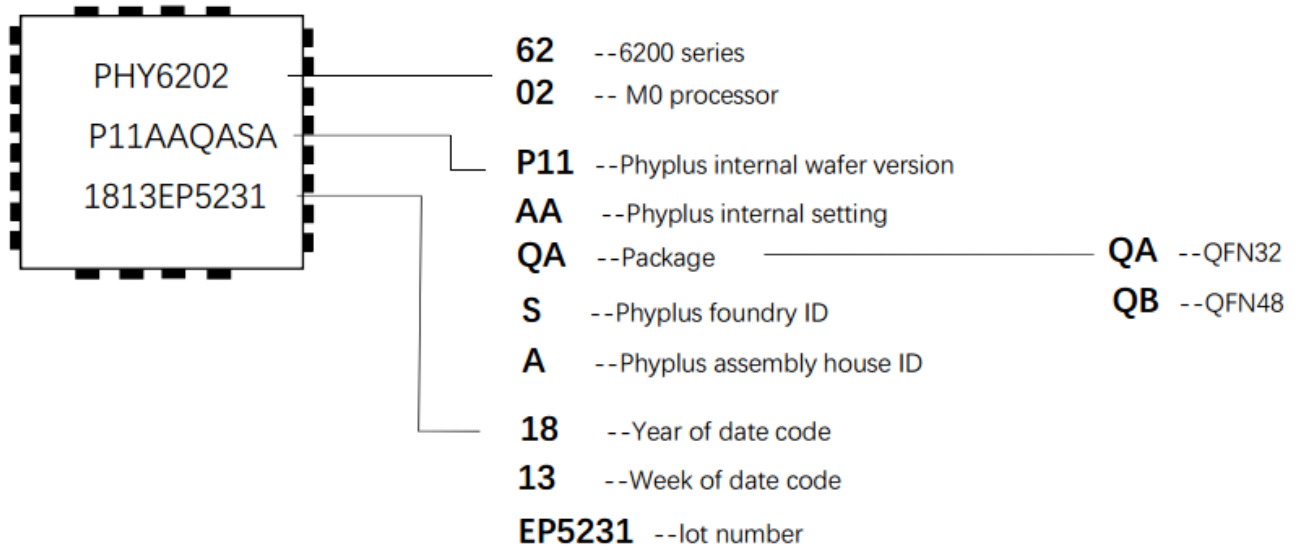 PHY6202
P11AAQASA
1813EP5231
62 --6200 series
02 -- M0 processor
P11 --Phyplus internal wafer version
AA --Phyplus internal setting
QA --Package
QA --QFN32
QB --QFN48
S --Phyplus foundry ID
A --Phyplus assembly house ID
18 --Year of date code
13 --Week of date code
EP5231 --lot number